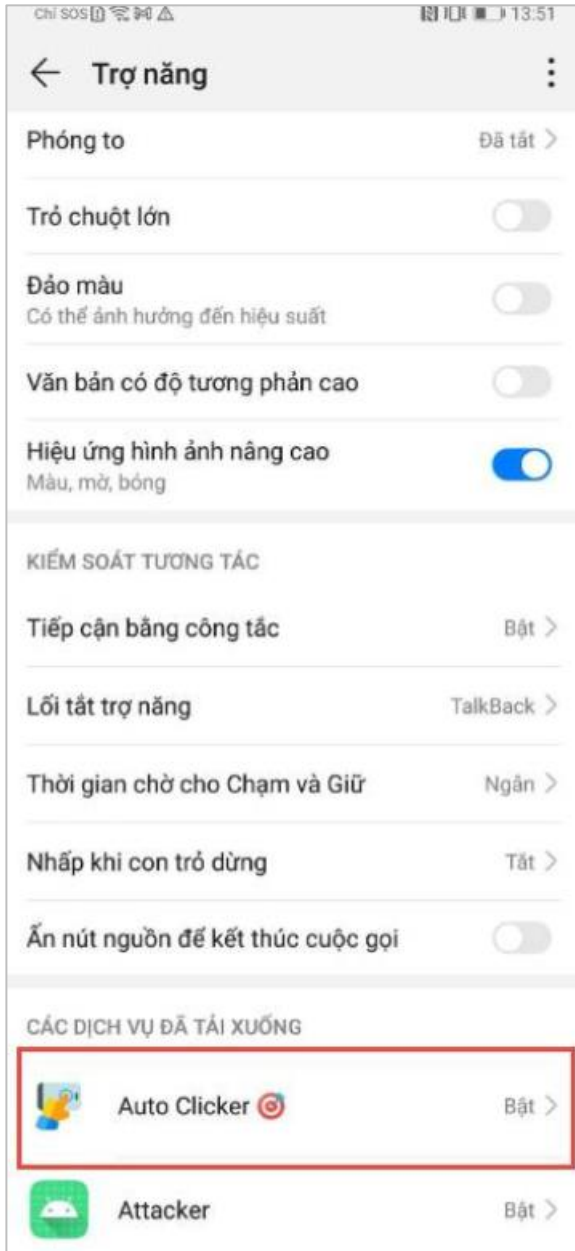 Chỉ SOS
13:51
Trợ năng
Phóng to Đã tắt
Trỏ chuột lớn
Đảo màu
Có thể ảnh hưởng đến hiệu suất
Văn bản có độ tương phản cao
Hiệu ứng hình ảnh nâng cao
Màu, mờ, bóng
KIỂM SOÁT TƯƠNG TÁC
Tiếp cận bằng công tắc Bật
Lối tắt trợ năng TalkBack
Thời gian chờ cho Chạm và Giữ Ngắn
Nhấp khi con trỏ dừng Tắt
Ấn nút nguồn để kết thúc cuộc gọi
CÁC DỊCH VỤ ĐÃ TẢI XUỐNG
Auto Clicker Bật
Attacker Bật